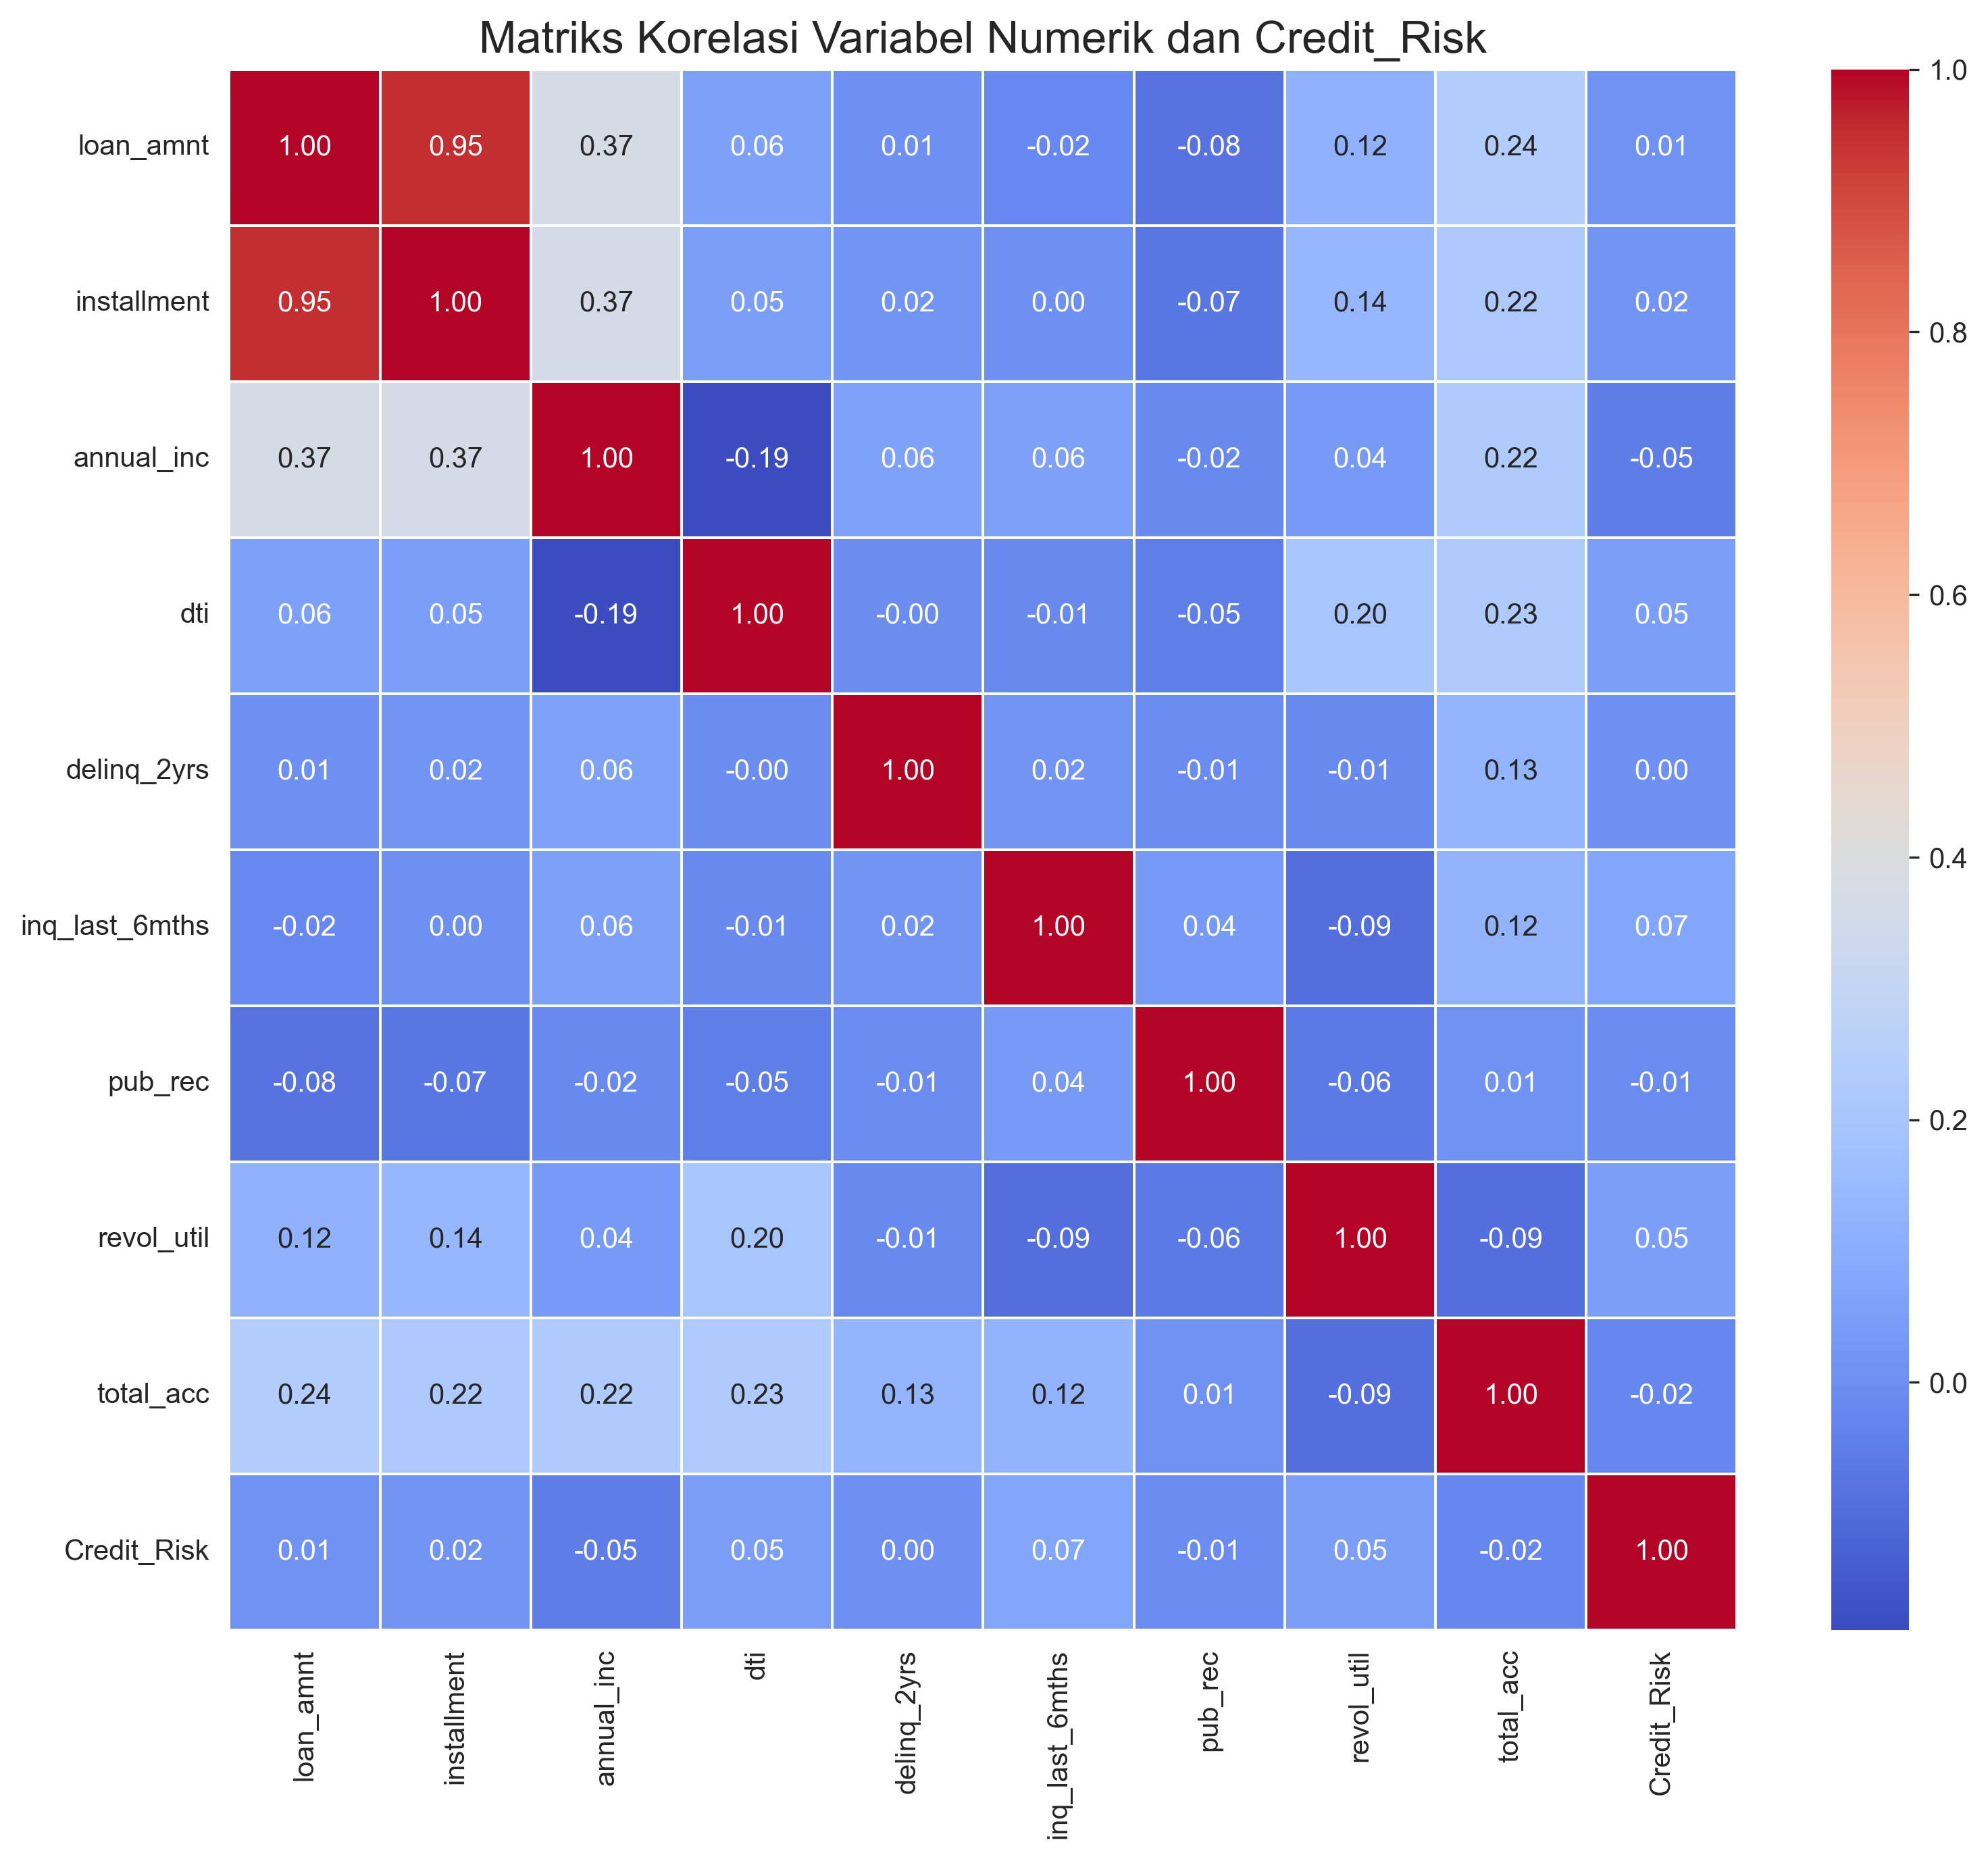 Matriks Korelasi Variabel Numerik dan Credit_Risk
loan_amnt 1.00 0.95 0.37 0.06 0.01 -0.02 -0.08 0.12 0.24 0.01
installment 0.95 1.00 0.37 0.05 0.02 0.00 -0.07 0.14 0.22 0.02
annual_inc 0.37 0.37 1.00 -0.19 0.06 0.06 -0.02 0.04 0.22 -0.05
dti 0.06 0.05 -0.19 1.00 -0.00 -0.01 -0.05 0.20 0.23 0.05
delinq_2yrs 0.01 0.02 0.06 -0.00 1.00 0.02 -0.01 -0.01 0.13 0.00
inq_last_6mths -0.02 0.00 0.06 -0.01 0.02 1.00 0.04 -0.09 0.12 0.07
pub_rec -0.08 -0.07 -0.02 -0.05 -0.01 0.04 1.00 -0.06 0.01 -0.01
revol_util 0.12 0.14 0.04 0.20 -0.01 -0.09 -0.06 1.00 -0.09 0.05
total_acc 0.24 0.22 0.22 0.23 0.13 0.12 0.01 -0.09 1.00 -0.02
Credit_Risk 0.01 0.02 -0.05 0.05 0.00 0.07 -0.01 0.05 -0.02 1.00
loan_amnt
installment
annual_inc
dti
delinq_2yrs
inq_last_6mths
pub_rec
revol_util
total_acc
Credit_Risk
1.0
0.8
0.6
0.4
0.2
0.0